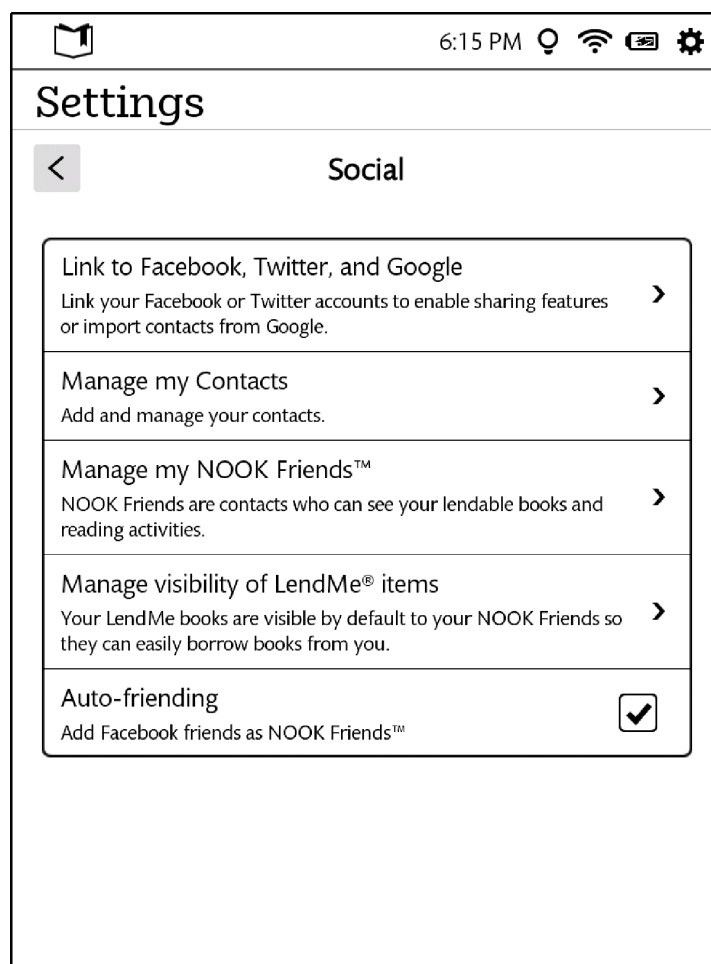 6:15 PM
Settings
Social
Link to Facebook, Twitter, and Google
Link your Facebook or Twitter accounts to enable sharing features
or import contacts from Google.
Manage my Contacts
Add and manage your contacts.
Manage my NOOK Friends™
NOOK Friends are contacts who can see your lendable books and
reading activities.
Manage visibility of LendMe® items
Your LendMe books are visible by default to your NOOK Friends so
they can easily borrow books from you.
Auto-friending
Add Facebook friends as NOOK Friends™